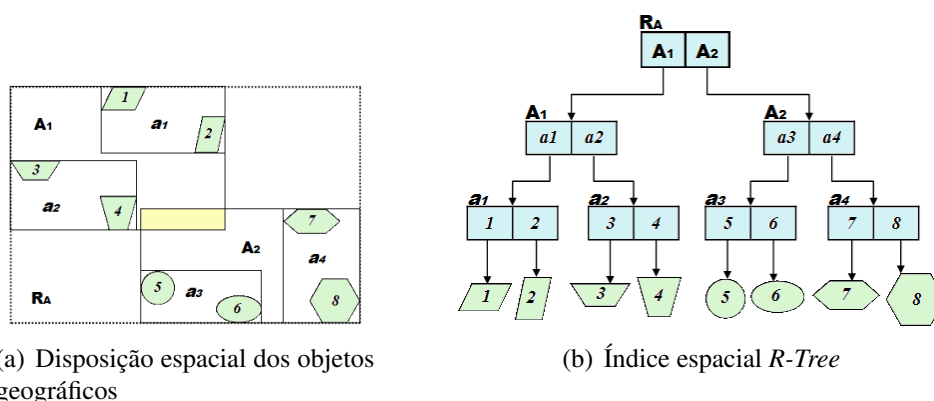 A1
1
a1
2
3
a2
4
7
A2
a4
5
a3
6
8
RA
(a) Disposição espacial dos objetos
geográficos
RA
A1 A2
A1
a1 a2
A2
a3 a4
a1
1 2
a2
3 4
a3
5 6
a4
7 8
1 2 3 4 5 6 7 8
(b) Índice espacial R-Tree